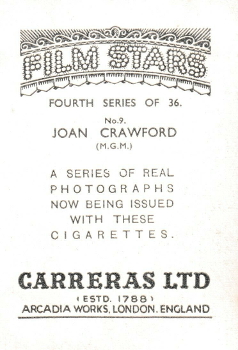 FILM STARS
FOURTH SERIES OF 36.
No. 9.
JOAN CRAWFORD
(M.G.M.)
A SERIES OF REAL
PHOTOGRAPHS
NOW BEING ISSUED
WITH THESE
CIGARETTES.
CARRERAS LTD
(ESTD. 1788)
ARCADIA WORKS, LONDON. ENGLAND